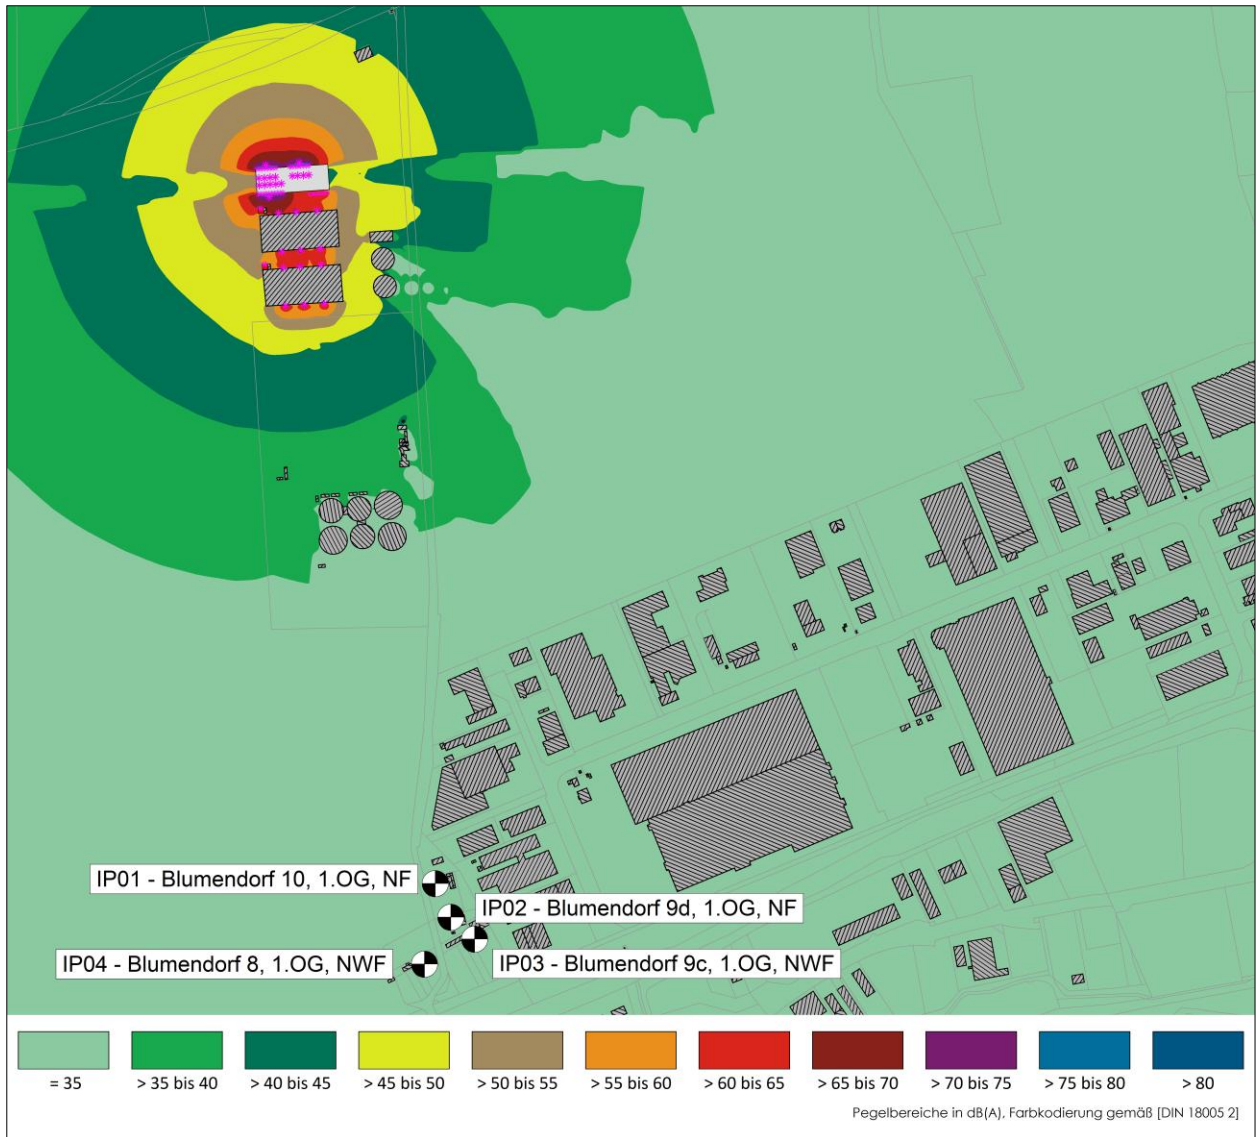 IP01 - Blumendorf 10, 1.OG, NF
IP02 - Blumendorf 9d, 1.OG, NF
IP04 - Blumendorf 8, 1.OG, NWF
IP03 - Blumendorf 9c, 1.OG, NWF
= 35
> 35 bis 40
> 40 bis 45
> 45 bis 50
> 50 bis 55
> 55 bis 60
> 60 bis 65
> 65 bis 70
> 70 bis 75
> 75 bis 80
> 80
Pegelbereiche in dB(A), Farbkodierung gemäß [DIN 18005 2]